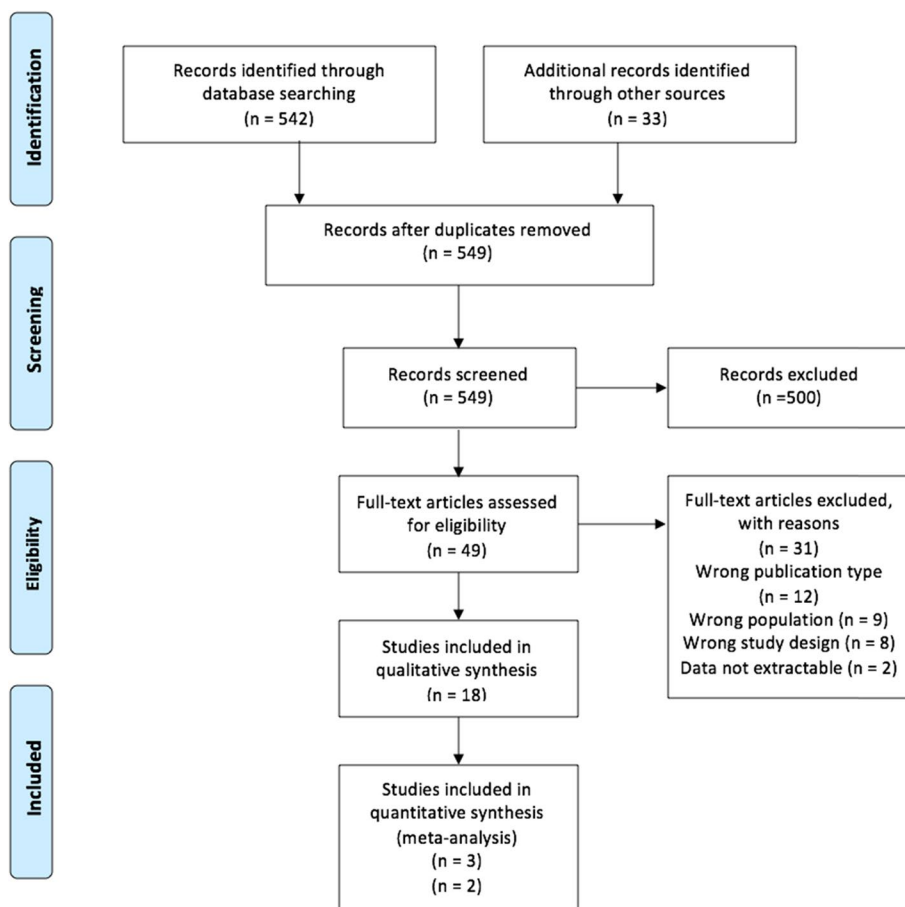 Identification
Records identified through
database searching
(n = 542)
Additional records identified
through other sources
(n = 33)
Records after duplicates removed
(n = 549)
Screening
Records screened
(n = 549)
Records excluded
(n =500)
Eligibility
Full-text articles assessed
for eligibility
(n = 49)
Full-text articles excluded,
with reasons
(n = 31)
Wrong publication type
(n = 12)
Wrong population (n = 9)
Wrong study design (n = 8)
Data not extractable (n = 2)
Studies included in
qualitative synthesis
(n = 18)
Included
Studies included in
quantitative synthesis
(meta-analysis)
(n = 3)
(n = 2)